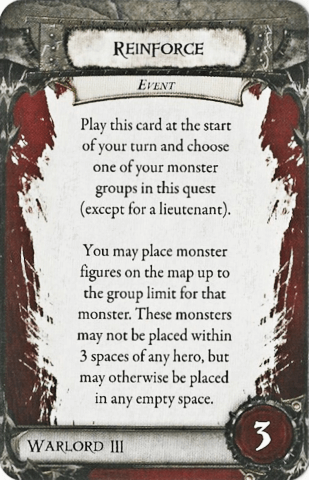 REINFORCE
EVENT
Play this card at the start
of your turn and choose
one of your monster
groups in this quest
(except for a lieutenant).
You may place monster
figures on the map up to
the group limit for that
monster. These monsters
may not be placed within
3 spaces of any hero, but
may otherwise be placed
in any empty space.
WARLORD III
3